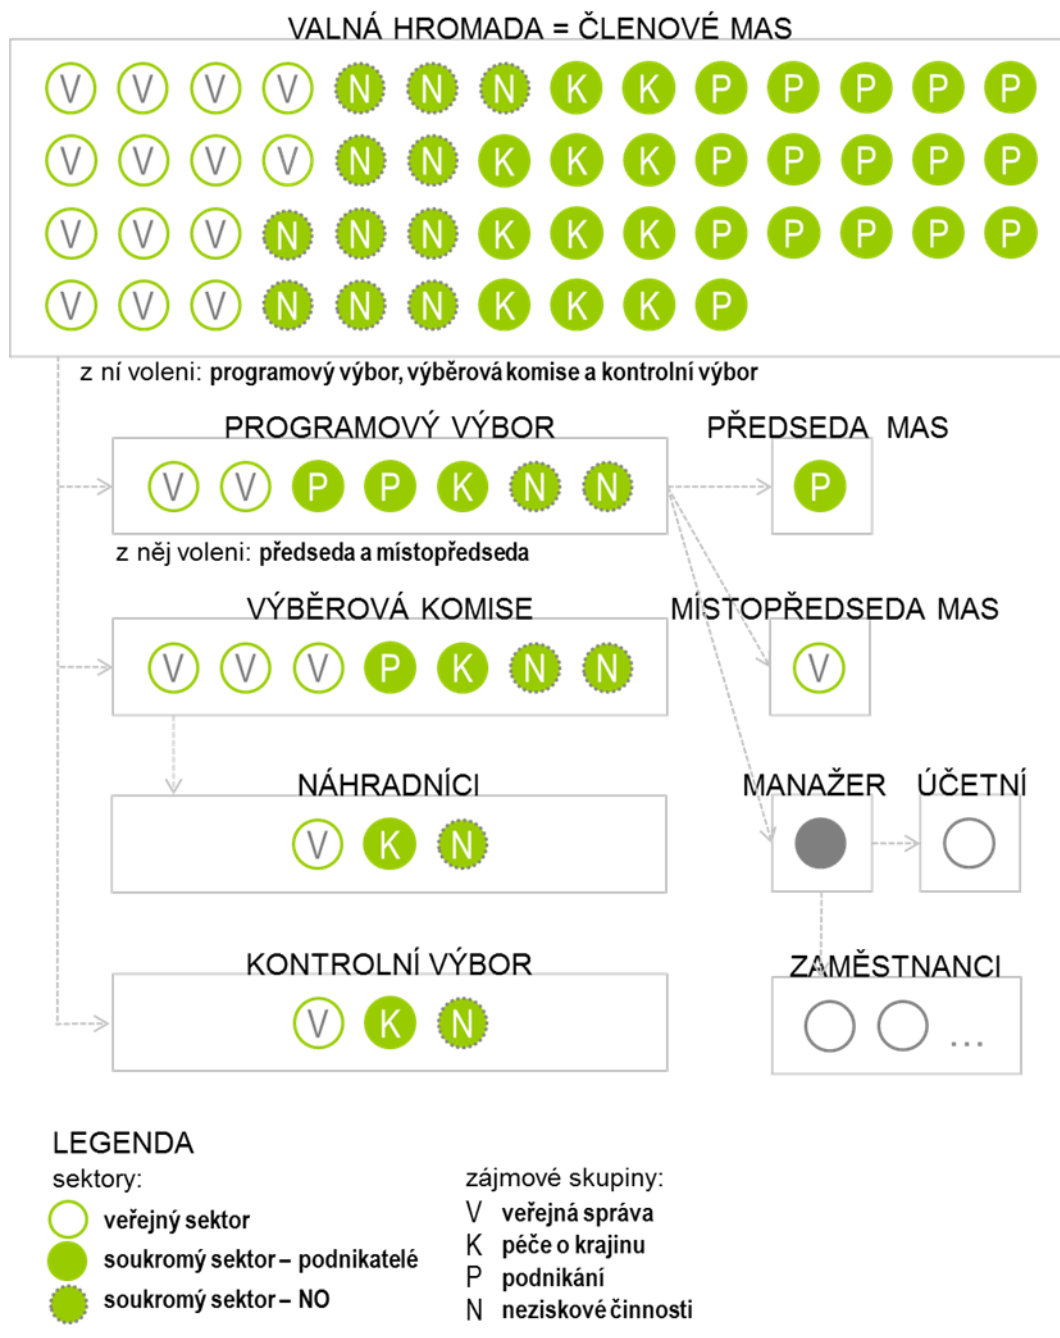 VALNÁ HROMADA = ČLENOVÉ MAS
V V V V N N N K K P P P P P
V V V V N N K K K P P P P P
V V V N N N K K K P P P P P
V V V N N N K K K P
z ní voleni: programový výbor, výběrová komise a kontrolní výbor
PROGRAMOVÝ VÝBOR PŘEDSEDA MAS
V V P P K N N P
z něj voleni: předseda a místopředseda
VÝBĚROVÁ KOMISE MÍSTOPŘEDSEDA MAS
V V V P K N N V
NÁHRADNÍCI MANAŽER ÚČETNÍ
V K N
KONTROLNÍ VÝBOR ZAMĚSTNANCI
V K N ...
LEGENDA
sektory: zájmové skupiny:
veřejný sektor V veřejná správa
soukromý sektor – podnikatelé K péče o krajinu
soukromý sektor – NO P podnikání
N neziskové činnosti